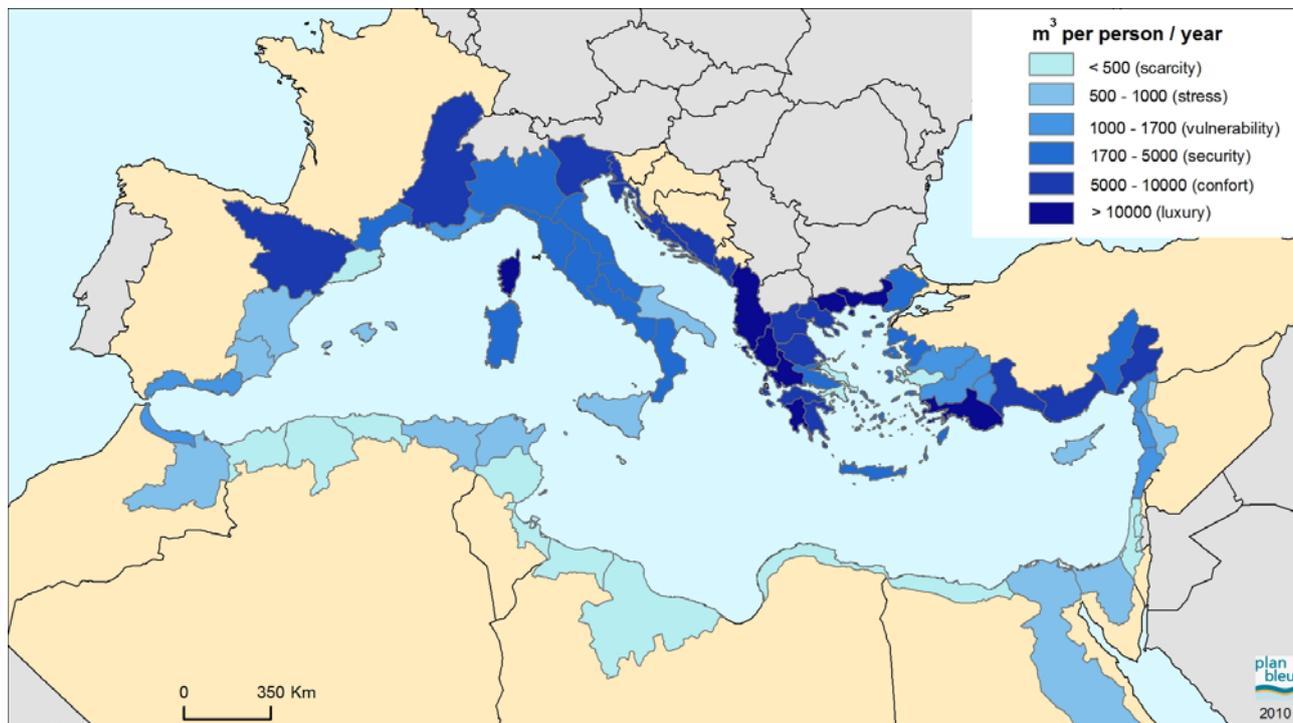 m³ per person / year
< 500 (scarcity)
500 - 1000 (stress)
1000 - 1700 (vulnerability)
1700 - 5000 (security)
5000 - 10000 (confort)
> 10000 (luxury)
0 350 Km
plan
bleu
2010